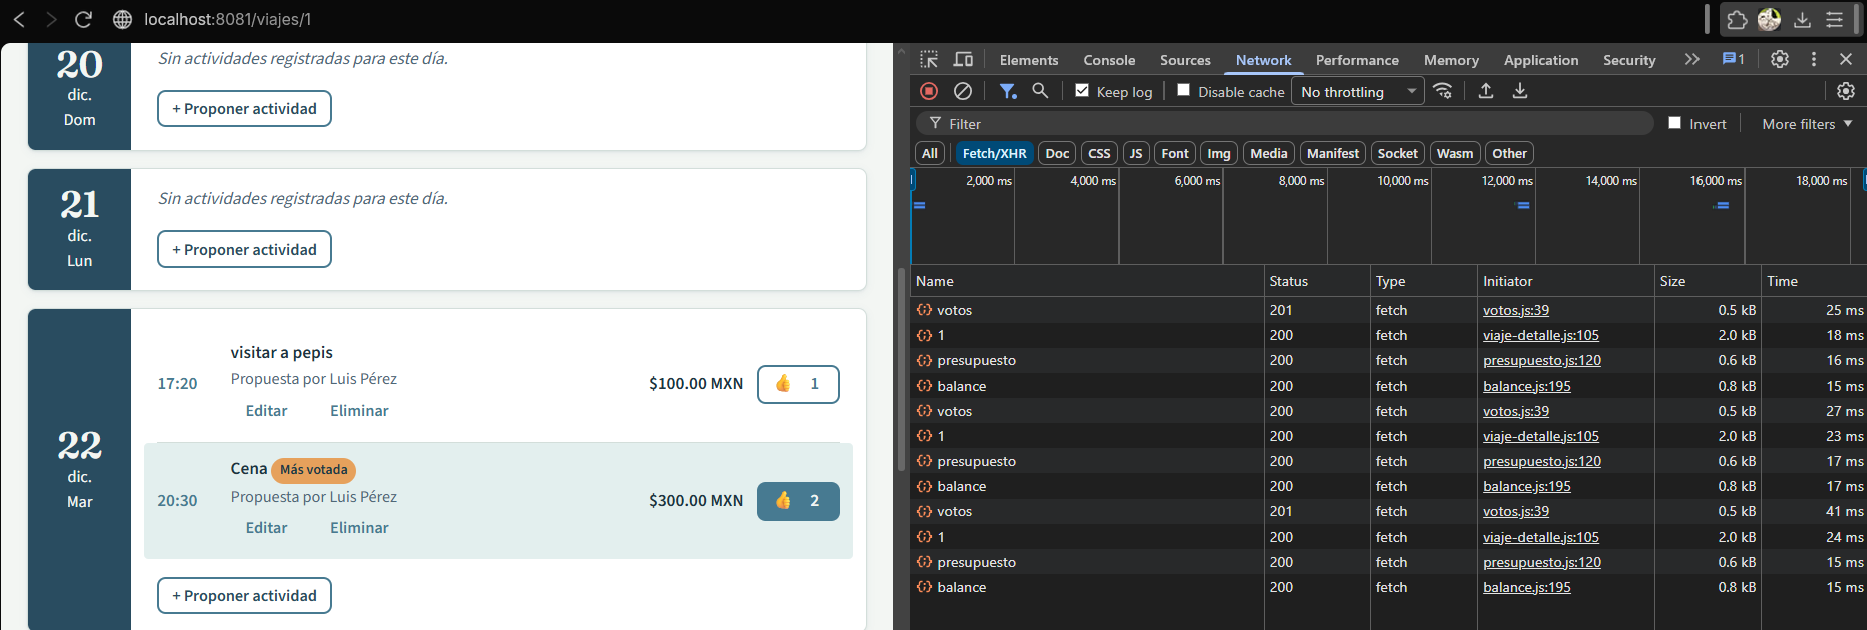 localhost:8081/viajes/1
20
dic.
Dom
Sin actividades registradas para este día.
+ Proponer actividad
21
dic.
Lun
Sin actividades registradas para este día.
+ Proponer actividad
22
dic.
Mar
17:20
visitar a pepis
Propuesta por Luis Pérez
Editar Eliminar
$100.00 MXN
1
20:30
Cena Más votada
Propuesta por Luis Pérez
Editar Eliminar
$300.00 MXN
2
+ Proponer actividad
Elements Console Sources Network Performance Memory Application Security 1
Keep log Disable cache No throttling
Filter Invert More filters
All Fetch/XHR Doc CSS JS Font Img Media Manifest Socket Wasm Other
2,000 ms 4,000 ms 6,000 ms 8,000 ms 10,000 ms 12,000 ms 14,000 ms 16,000 ms 18,000 ms
Name Status Type Initiator Size Time
votos 201 fetch votos.js:39 0.5 kB 25 ms
1 200 fetch viaje-detalle.js:105 2.0 kB 18 ms
presupuesto 200 fetch presupuesto.js:120 0.6 kB 16 ms
balance 200 fetch balance.js:195 0.8 kB 15 ms
votos 200 fetch votos.js:39 0.5 kB 27 ms
1 200 fetch viaje-detalle.js:105 2.0 kB 23 ms
presupuesto 200 fetch presupuesto.js:120 0.6 kB 17 ms
balance 200 fetch balance.js:195 0.8 kB 17 ms
votos 201 fetch votos.js:39 0.5 kB 41 ms
1 200 fetch viaje-detalle.js:105 2.0 kB 24 ms
presupuesto 200 fetch presupuesto.js:120 0.6 kB 15 ms
balance 200 fetch balance.js:195 0.8 kB 15 ms